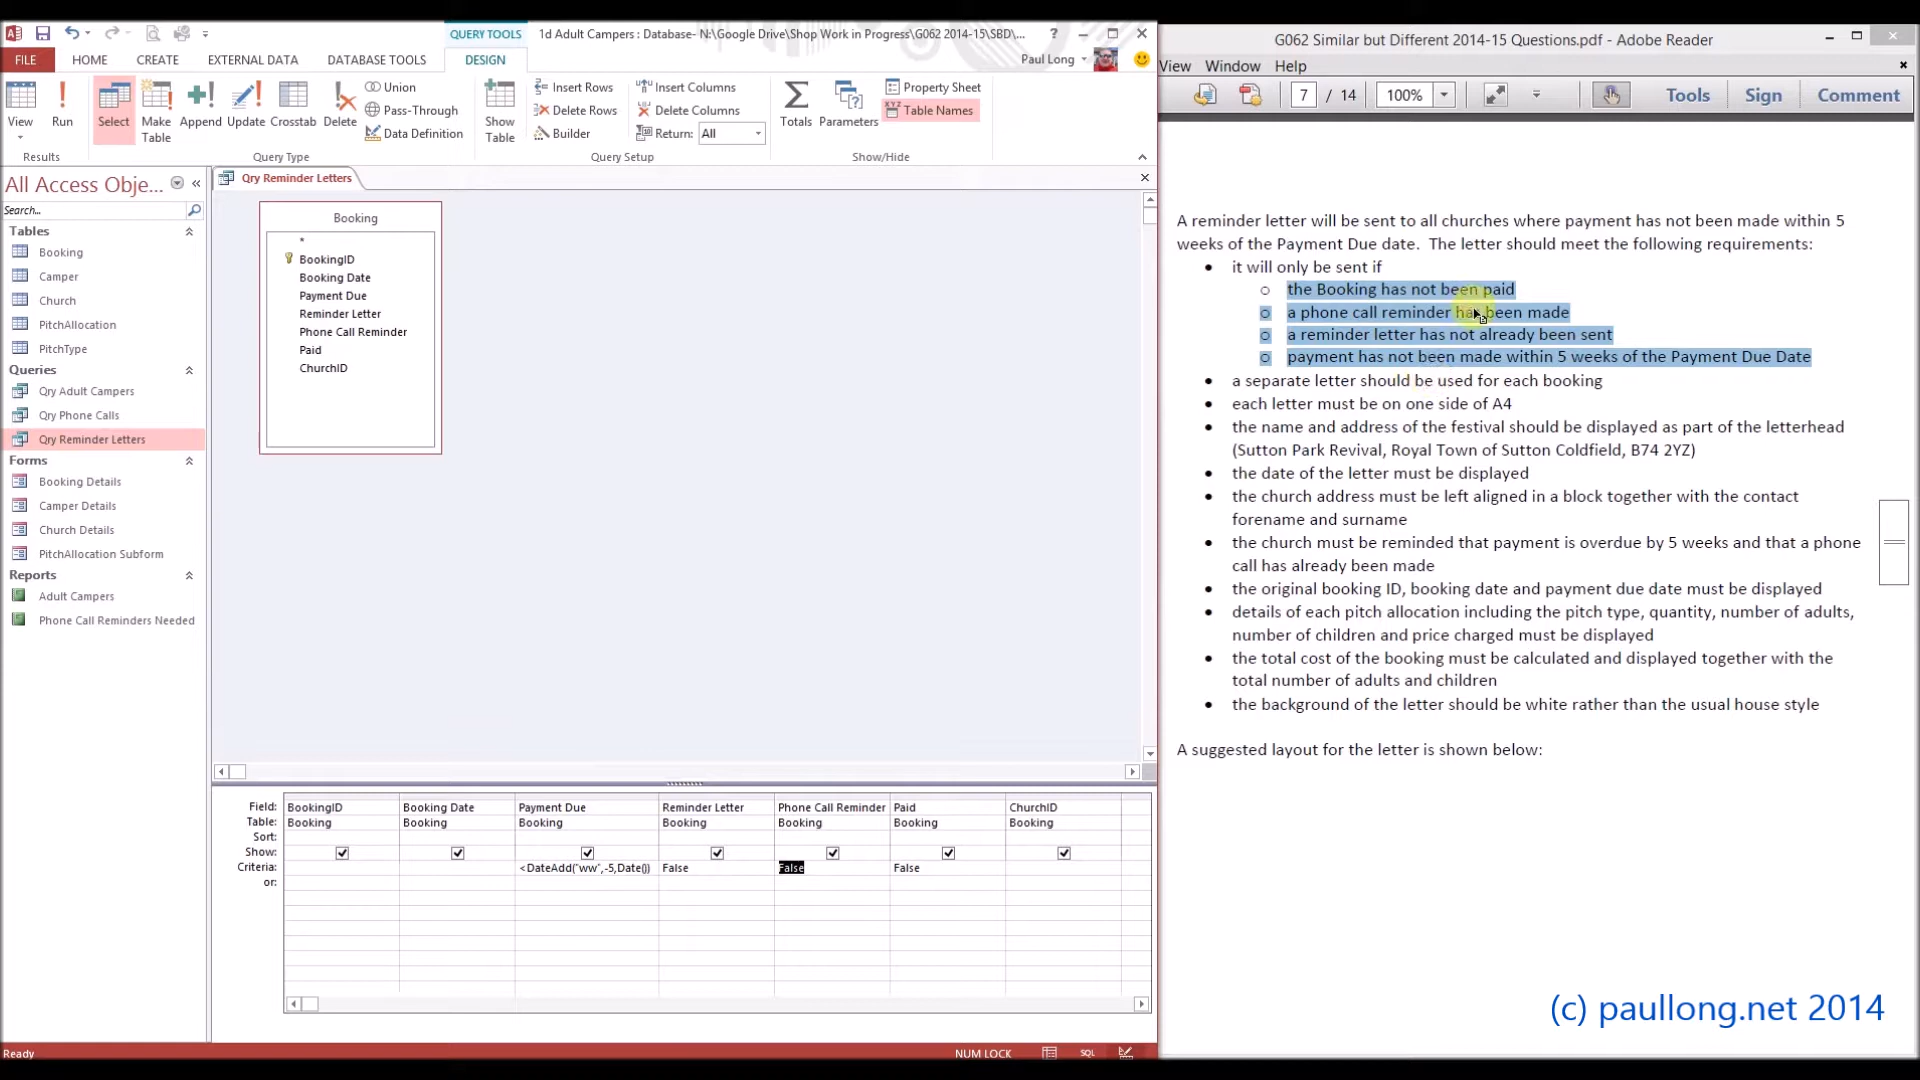 QUERY TOOLS
1d Adult Campers : Database- N:\Google Drive\Shop Work in Progress\G062 2014-15\SBD\...
?
FILE
HOME
CREATE
EXTERNAL DATA
DATABASE TOOLS
DESIGN
Paul Long
View
Run
Select
Make Table
Append
Update
Crosstab
Delete
Union
Pass-Through
Data Definition
Show Table
Insert Rows
Delete Rows
Builder
Insert Columns
Delete Columns
Return: All
Totals
Parameters
Property Sheet
Table Names
Results
Query Type
Query Setup
Show/Hide
All Access Obje...
Search...
Tables
Booking
Camper
Church
PitchAllocation
PitchType
Queries
Qry Adult Campers
Qry Phone Calls
Qry Reminder Letters
Forms
Booking Details
Camper Details
Church Details
PitchAllocation Subform
Reports
Adult Campers
Phone Call Reminders Needed
Qry Reminder Letters
Booking
*
BookingID
Booking Date
Payment Due
Reminder Letter
Phone Call Reminder
Paid
ChurchID
Field: BookingID Booking Date Payment Due Reminder Letter Phone Call Reminder Paid ChurchID
Table: Booking Booking Booking Booking Booking Booking Booking
Sort:
Show:
Criteria: <DateAdd("ww",-5,Date()) False False False
or:
Ready
NUM LOCK
SQL
G062 Similar but Different 2014-15 Questions.pdf - Adobe Reader
View Window Help
7 / 14
100%
Tools
Sign
Comment
A reminder letter will be sent to all churches where payment has not been made within 5
weeks of the Payment Due date. The letter should meet the following requirements:
• it will only be sent if
o the Booking has not been paid
o a phone call reminder has been made
o a reminder letter has not already been sent
o payment has not been made within 5 weeks of the Payment Due Date
• a separate letter should be used for each booking
• each letter must be on one side of A4
• the name and address of the festival should be displayed as part of the letterhead
(Sutton Park Revival, Royal Town of Sutton Coldfield, B74 2YZ)
• the date of the letter must be displayed
• the church address must be left aligned in a block together with the contact
forename and surname
• the church must be reminded that payment is overdue by 5 weeks and that a phone
call has already been made
• the original booking ID, booking date and payment due date must be displayed
• details of each pitch allocation including the pitch type, quantity, number of adults,
number of children and price charged must be displayed
• the total cost of the booking must be calculated and displayed together with the
total number of adults and children
• the background of the letter should be white rather than the usual house style
A suggested layout for the letter is shown below:
(c) paullong.net 2014